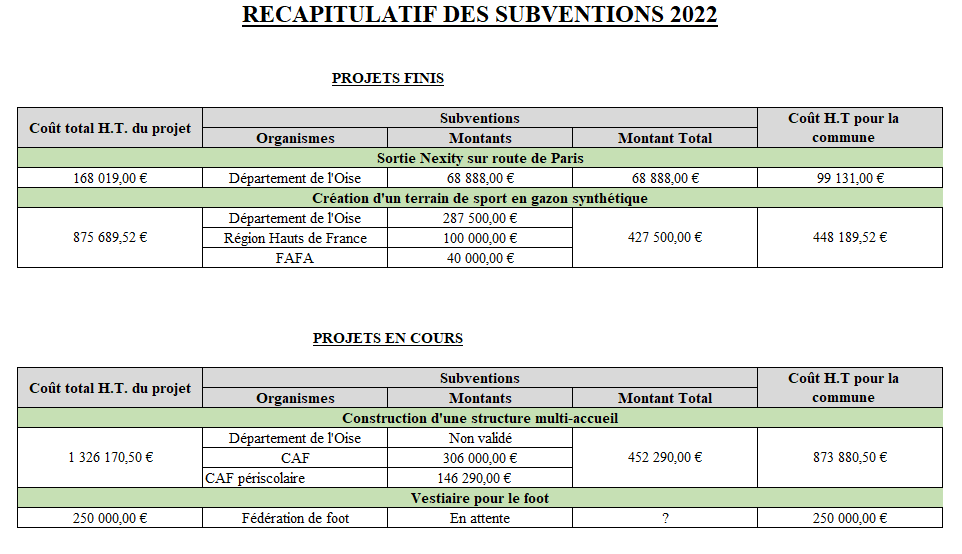 RECAPITULATIF DES SUBVENTIONS 2022
PROJETS FINIS
Coût total H.T. du projet
Subventions
Coût H.T pour la commune
Organismes
Montants
Montant Total
Sortie Nexity sur route de Paris
168 019,00 €
Département de l'Oise
68 888,00 €
68 888,00 €
99 131,00 €
Création d'un terrain de sport en gazon synthétique
875 689,52 €
Département de l'Oise
287 500,00 €
Région Hauts de France
100 000,00 €
FAFA
40 000,00 €
427 500,00 €
448 189,52 €
PROJETS EN COURS
Coût total H.T. du projet
Subventions
Coût H.T pour la commune
Organismes
Montants
Montant Total
Construction d'une structure multi-accueil
1 326 170,50 €
Département de l'Oise
Non validé
CAF
306 000,00 €
CAF périscolaire
146 290,00 €
452 290,00 €
873 880,50 €
Vestiaire pour le foot
250 000,00 €
Fédération de foot
En attente
?
250 000,00 €